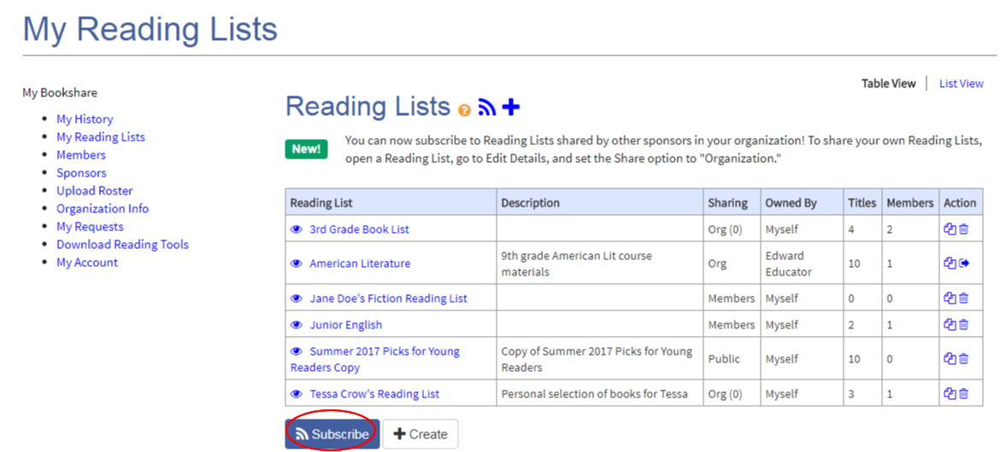 My Reading Lists
Table View | List View
My Bookshare
My History
My Reading Lists
Members
Sponsors
Upload Roster
Organization Info
My Requests
Download Reading Tools
My Account
Reading Lists ?
New! You can now subscribe to Reading Lists shared by other sponsors in your organization! To share your own Reading Lists,
open a Reading List, go to Edit Details, and set the Share option to "Organization."
Reading List Description Sharing Owned By Titles Members Action
3rd Grade Book List Org (0) Myself 4 2
American Literature 9th grade American Lit course materials Org Edward Educator 10 1
Jane Doe's Fiction Reading List Members Myself 0 0
Junior English Members Myself 2 1
Summer 2017 Picks for Young Readers Copy Copy of Summer 2017 Picks for Young Readers Public Myself 10 0
Tessa Crow's Reading List Personal selection of books for Tessa Org (0) Myself 3 1
Subscribe Create